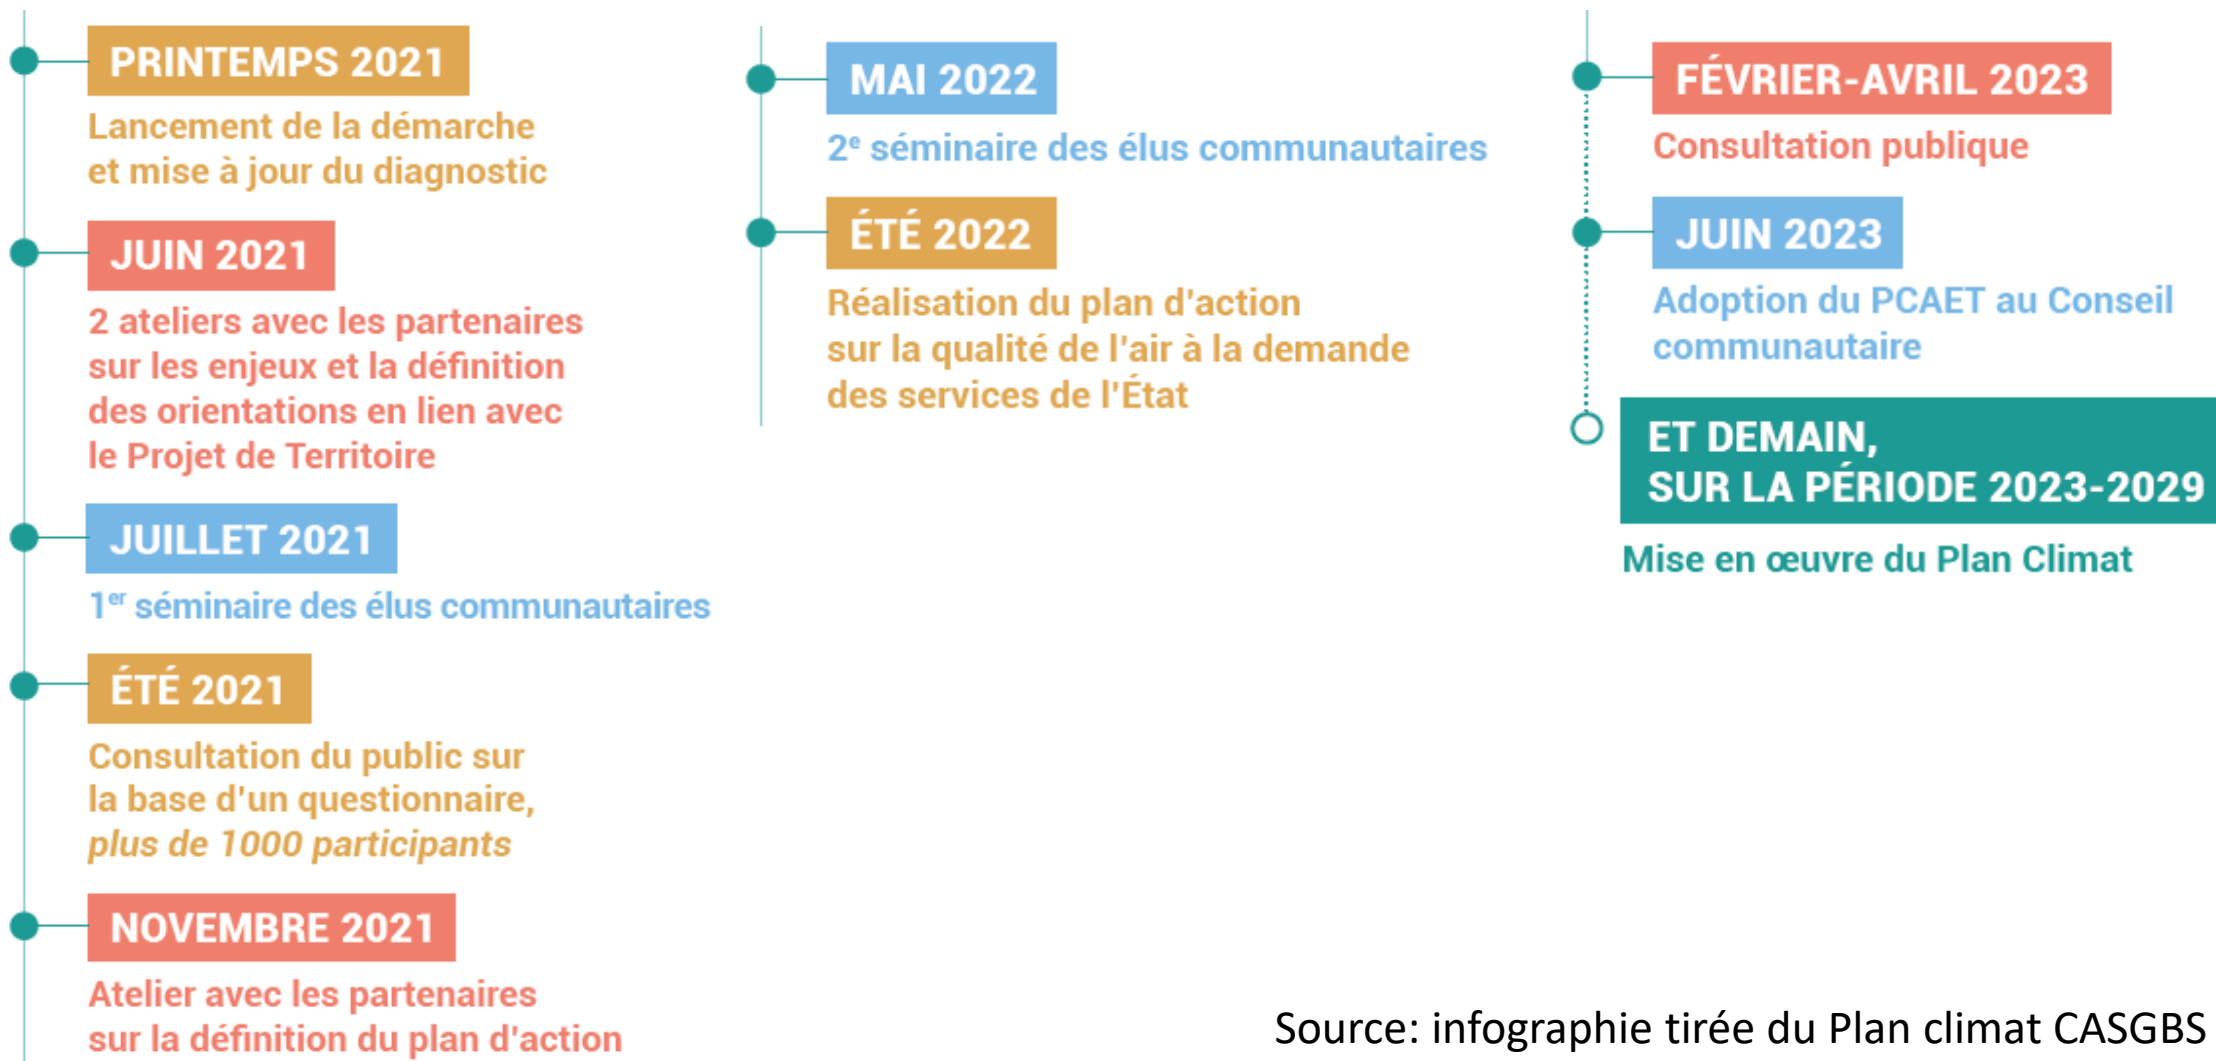 PRINTEMPS 2021
Lancement de la démarche
et mise à jour du diagnostic
JUIN 2021
2 ateliers avec les partenaires
sur les enjeux et la définition
des orientations en lien avec
le Projet de Territoire
JUILLET 2021
1er séminaire des élus communautaires
ÉTÉ 2021
Consultation du public sur
la base d'un questionnaire,
plus de 1000 participants
NOVEMBRE 2021
Atelier avec les partenaires
sur la définition du plan d'action
MAI 2022
2e séminaire des élus communautaires
ÉTÉ 2022
Réalisation du plan d'action
sur la qualité de l'air à la demande
des services de l'État
FÉVRIER-AVRIL 2023
Consultation publique
JUIN 2023
Adoption du PCAET au Conseil
communautaire
ET DEMAIN,
SUR LA PÉRIODE 2023-2029
Mise en œuvre du Plan Climat
Source: infographie tirée du Plan climat CASGBS